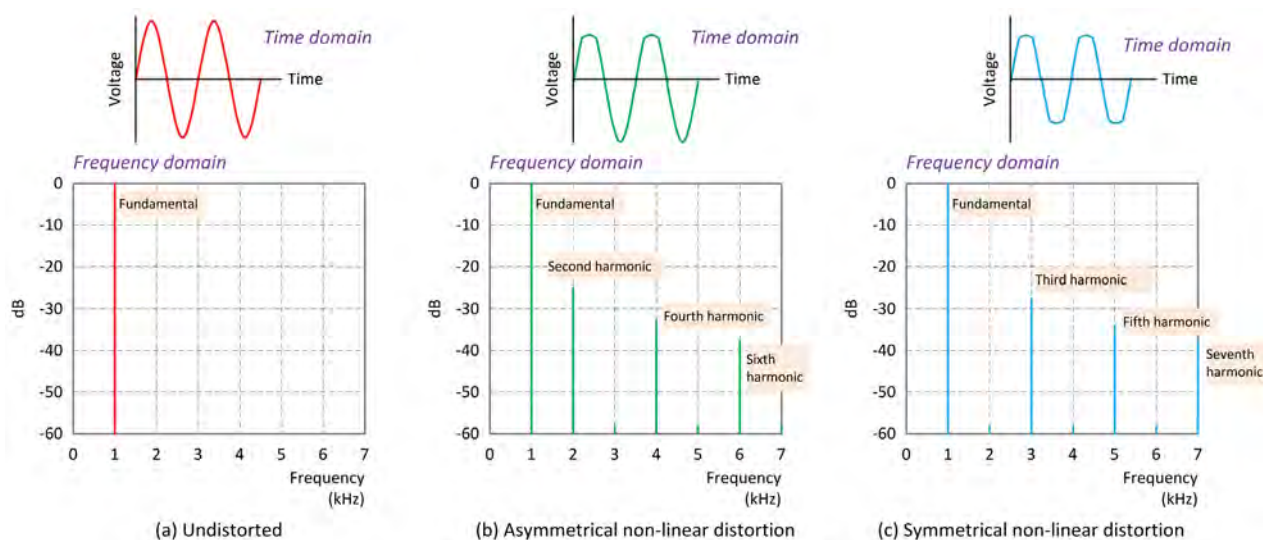 Time domain
Voltage
Time
Frequency domain
0
-10
-20
-30
-40
-50
-60
dB
Fundamental
0 1 2 3 4 5 6 7
Frequency
(kHz)
(a) Undistorted
Time domain
Voltage
Time
Frequency domain
0
-10
-20
-30
-40
-50
-60
dB
Fundamental
Second harmonic
Fourth harmonic
Sixth
harmonic
0 1 2 3 4 5 6 7
Frequency
(kHz)
(b) Asymmetrical non-linear distortion
Time domain
Voltage
Time
Frequency domain
0
-10
-20
-30
-40
-50
-60
dB
Fundamental
Third harmonic
Fifth harmonic
Seventh
harmonic
0 1 2 3 4 5 6 7
Frequency
(kHz)
(c) Symmetrical non-linear distortion